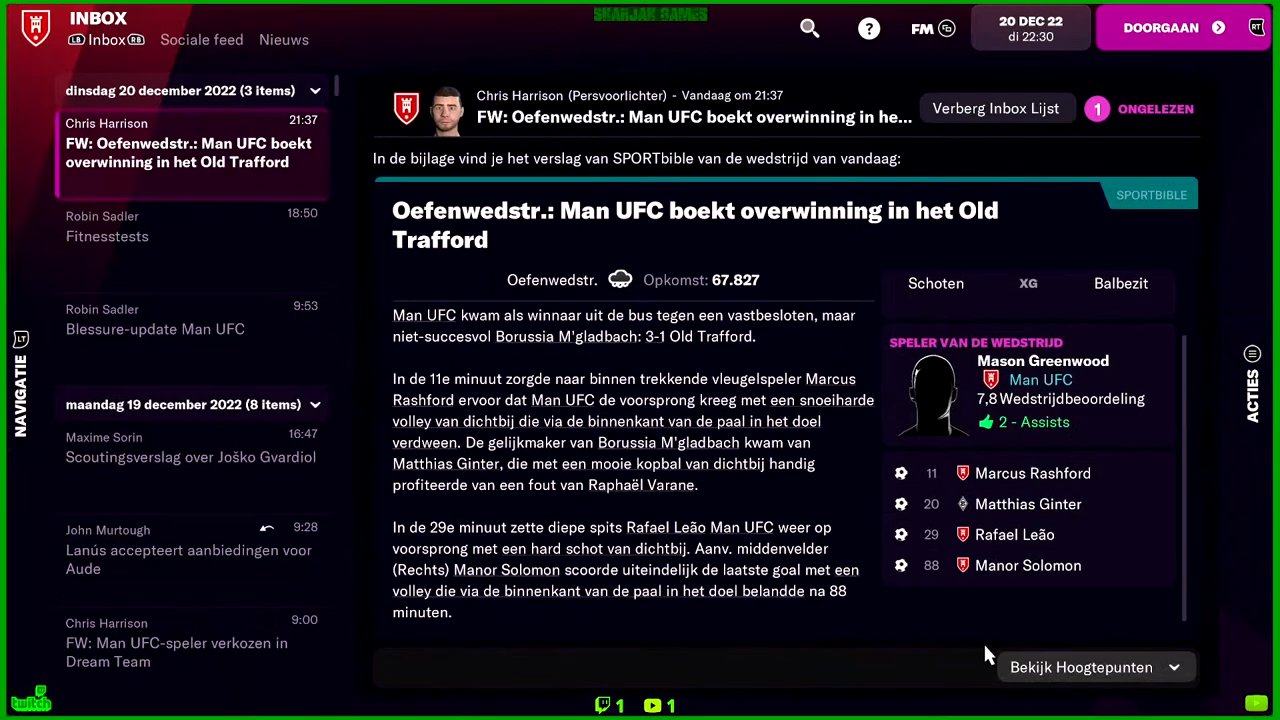 SHARJAH GAMES
INBOX
LB Inbox RB Sociale feed Nieuws
FM
20 DEC 22
di 22:30
DOORGAAN RT
dinsdag 20 december 2022 (3 items)
Chris Harrison 21:37
FW: Oefenwedstr.: Man UFC boekt
overwinning in het Old Trafford
Robin Sadler 18:50
Fitnesstests
Robin Sadler 9:53
Blessure-update Man UFC
maandag 19 december 2022 (8 items)
Maxime Sorin 16:47
Scoutingsverslag over Joško Gvardiol
John Murtough 9:28
Lanús accepteert aanbiedingen voor
Aude
Chris Harrison 9:00
FW: Man UFC-speler verkozen in
Dream Team
LT
NAVIGATIE
Chris Harrison (Persvoorlichter) - Vandaag om 21:37
FW: Oefenwedstr.: Man UFC boekt overwinning in he...
Verberg Inbox Lijst
1 ONGELEZEN
In de bijlage vind je het verslag van SPORTbible van de wedstrijd van vandaag:
SPORTBIBLE
Oefenwedstr.: Man UFC boekt overwinning in het Old
Trafford
Oefenwedstr. Opkomst: 67.827
Man UFC kwam als winnaar uit de bus tegen een vastbesloten, maar
niet-succesvol Borussia M'gladbach: 3-1 Old Trafford.
In de 11e minuut zorgde naar binnen trekkende vleugelspeler Marcus
Rashford ervoor dat Man UFC de voorsprong kreeg met een snoeiharde
volley van dichtbij die via de binnenkant van de paal in het doel
verdween. De gelijkmaker van Borussia M'gladbach kwam van
Matthias Ginter, die met een mooie kopbal van dichtbij handig
profiteerde van een fout van Raphaël Varane.
In de 29e minuut zette diepe spits Rafael Leão Man UFC weer op
voorsprong met een hard schot van dichtbij. Aanv. middenvelder
(Rechts) Manor Solomon scoorde uiteindelijk de laatste goal met een
volley die via de binnenkant van de paal in het doel belandde na 88
minuten.
Schoten XG Balbezit
SPELER VAN DE WEDSTRIJD
Mason Greenwood
Man UFC
7,8 Wedstrijdbeoordeling
2 - Assists
11 Marcus Rashford
20 Matthias Ginter
29 Rafael Leão
88 Manor Solomon
Bekijk Hoogtepunten
ACTIES
twitch
1 1